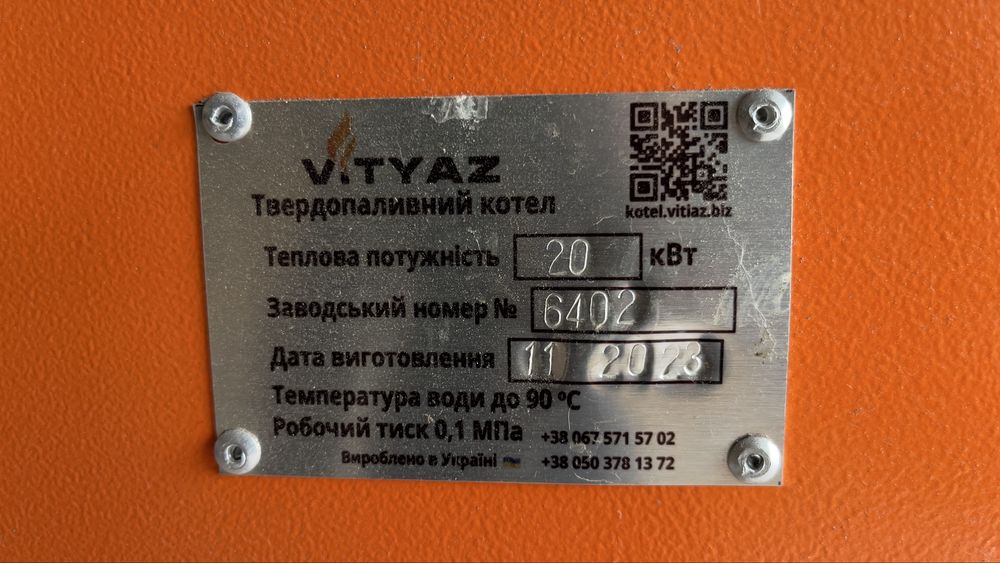 VITYAZ
kotel.vitiaz.biz
Твердопаливний котел
Теплова потужність 20 кВт
Заводський номер № 6402
Дата виготовлення 11 2023
Температура води до 90 ºС
Робочий тиск 0,1 МПа
+38 067 571 57 02
Вироблено в Україні
+38 050 378 13 72